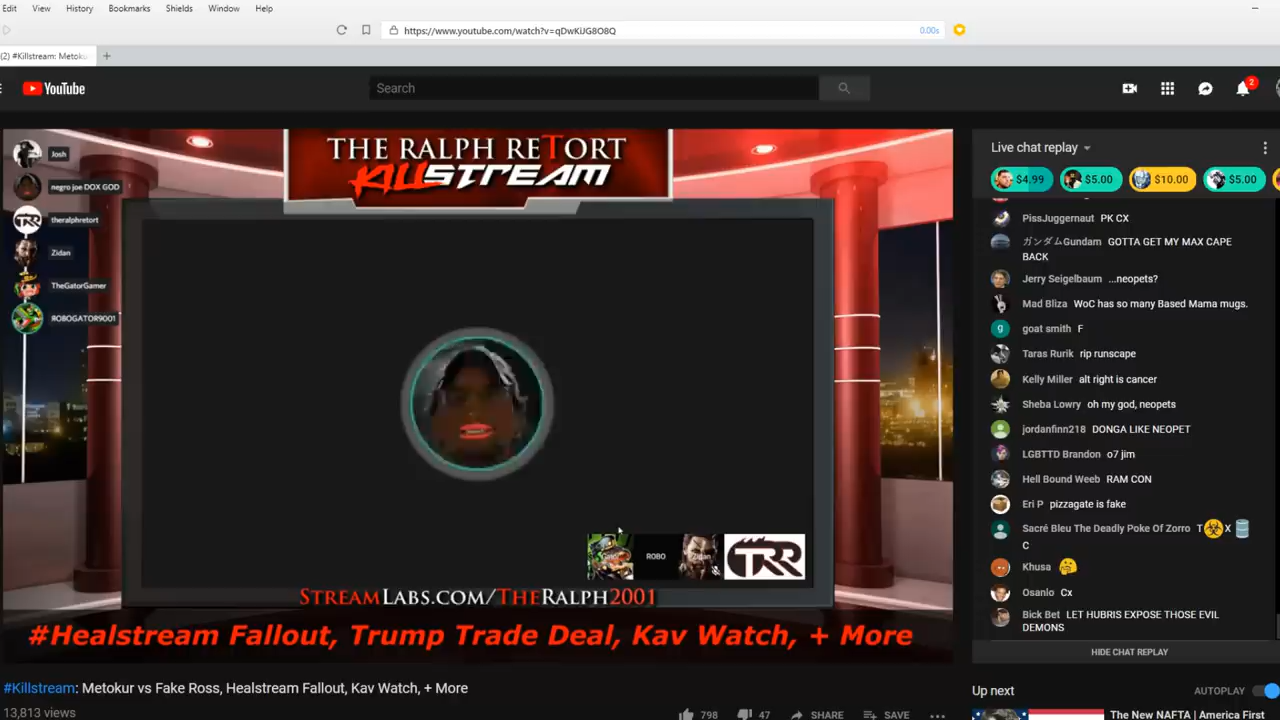 Edit View History Bookmarks Shields Window Help
https://www.youtube.com/watch?v=qDwKiJG8O8Q 0.00s
(2) #Killstream: Metoku
YouTube
Search
2
THE RALPH RETORT
KILLSTREAM
Josh
negro joe DOX GOD
theralphretort
Zidan
TheGatorGamer
ROBOGATOR9001
ROBO
Zidan
TRR
STREAMLABS.COM/THERALPH2001
#Healstream Fallout, Trump Trade Deal, Kav Watch, + More
#Killstream: Metokur vs Fake Ross, Healstream Fallout, Kav Watch, + More
13,813 views
798 47 SHARE SAVE
Live chat replay
$4.99 $5.00 $10.00 $5.00
PissJuggernaut PK CX
ガンダムGundam GOTTA GET MY MAX CAPE
BACK
Jerry Seigelbaum ...neopets?
Mad Bliza WoC has so many Based Mama mugs.
goat smith F
Taras Rurik rip runscape
Kelly Miller alt right is cancer
Sheba Lowry oh my god, neopets
jordanfinn218 DONGA LIKE NEOPET
LGBTTD Brandon o7 jim
Hell Bound Weeb RAM CON
Eri P pizzagate is fake
Sacré Bleu The Deadly Poke Of Zorro T☣X🛢
C
Khusa 🤔
Osanlo Cx
Bick Bet LET HUBRIS EXPOSE THOSE EVIL
DEMONS
HIDE CHAT REPLAY
Up next AUTOPLAY
The New NAFTA | America First